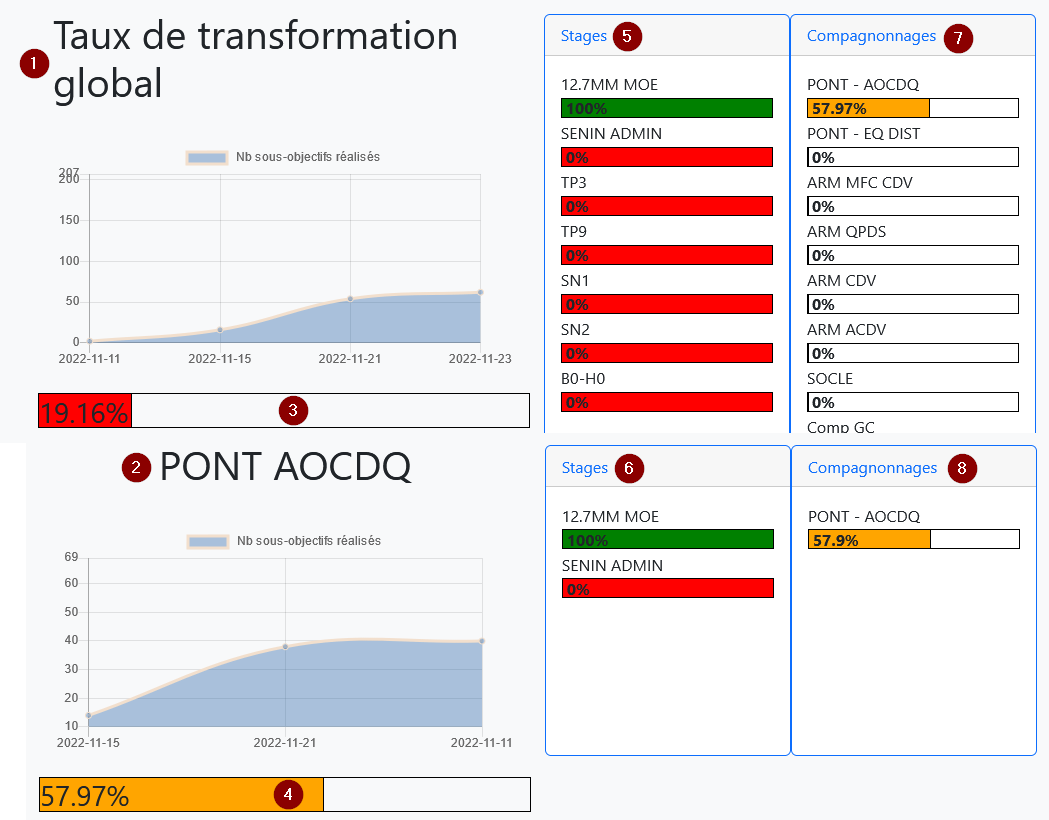 Taux de transformation
1
global
Nb sous-objectifs réalisés
207
200
150
100
50
0
2022-11-11 2022-11-15 2022-11-21 2022-11-23
19.16% 3
Stages 5
12.7MM MOE
100%
SENIN ADMIN
0%
TP3
0%
TP9
0%
SN1
0%
SN2
0%
B0-H0
0%
Compagnonnages 7
PONT - AOCDQ
57.97%
PONT - EQ DIST
0%
ARM MFC CDV
0%
ARM QPDS
0%
ARM CDV
0%
ARM ACDV
0%
SOCLE
0%
Comp GC
2 PONT AOCDQ
Nb sous-objectifs réalisés
69
60
50
40
30
20
10
2022-11-15 2022-11-21 2022-11-11
57.97% 4
Stages 6
12.7MM MOE
100%
SENIN ADMIN
0%
Compagnonnages 8
PONT - AOCDQ
57.9%